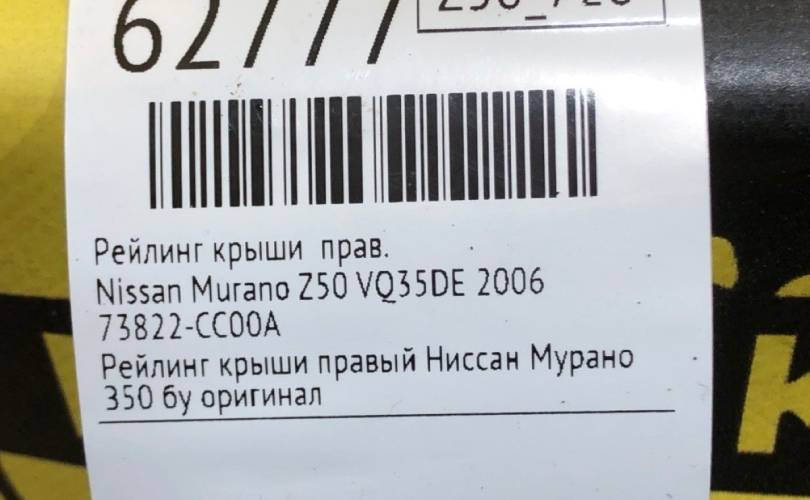 62777
Рейлинг крыши прав.
Nissan Murano Z50 VQ35DE 2006
73822-CC00A
Рейлинг крыши правый Ниссан Мурано
350 бу оригинал